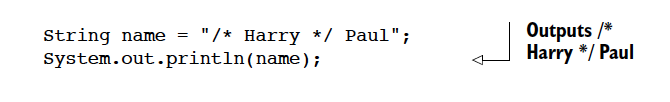 String name = "/* Harry */ Paul";
System.out.println(name);
Outputs /*
Harry */ Paul